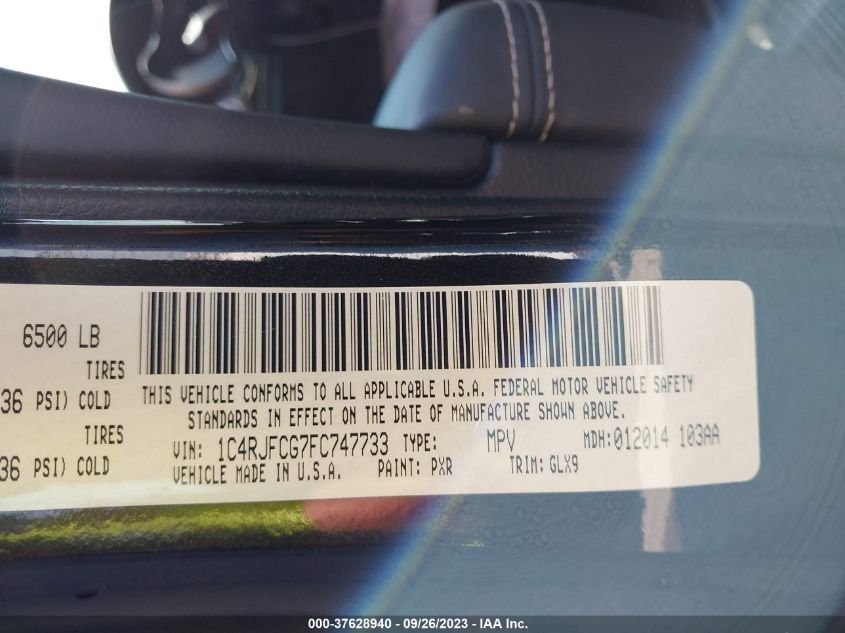 6500 LB
TIRES
36 PSI) COLD
TIRES
36 PSI) COLD
THIS VEHICLE CONFORMS TO ALL APPLICABLE U.S.A. FEDERAL MOTOR VEHICLE SAFETY
STANDARDS IN EFFECT ON THE DATE OF MANUFACTURE SHOWN ABOVE.
VIN: 1C4RJFCG7FC747733 TYPE: MPV MDH:012014 103AA
VEHICLE MADE IN U.S.A. PAINT: PXR TRIM: GLX9
000-37628940 - 09/26/2023 - IAA Inc.